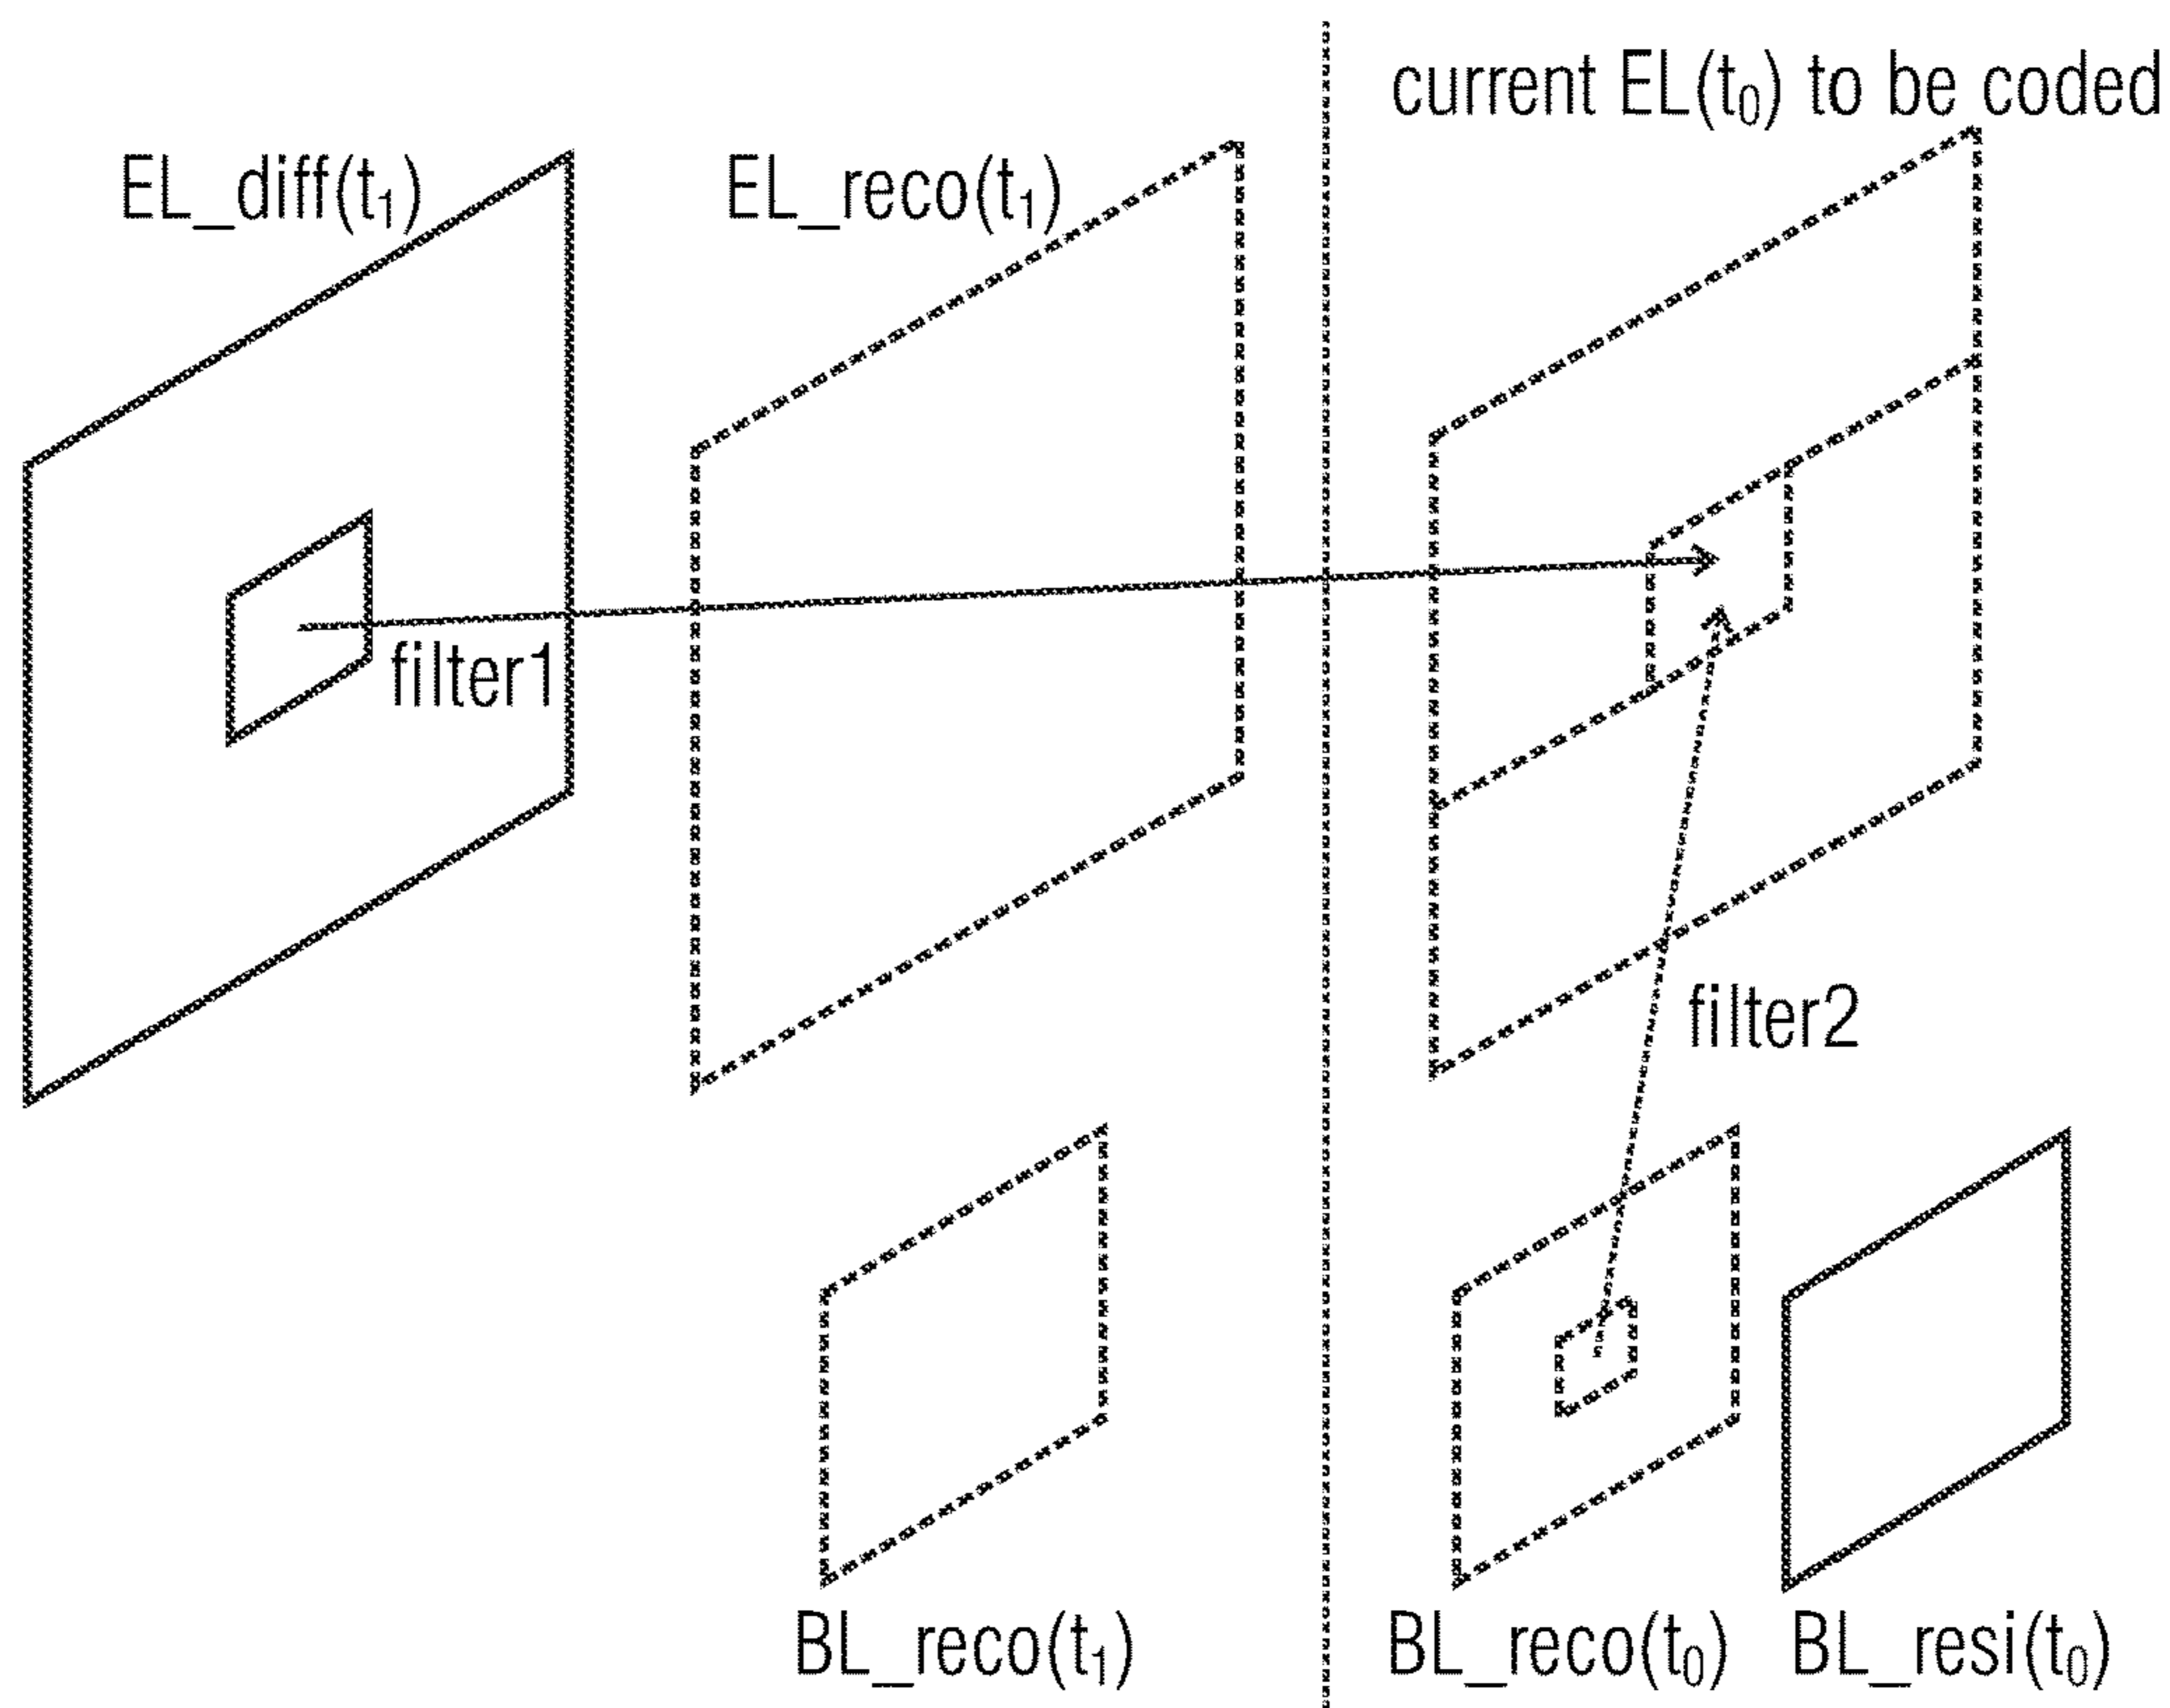 current EL(t₀) to be coded
EL_diff(t₁)
EL_reco(t₁)
filter1
filter2
BL_reco(t₁)
BL_reco(t₀)
BL_resi(t₀)